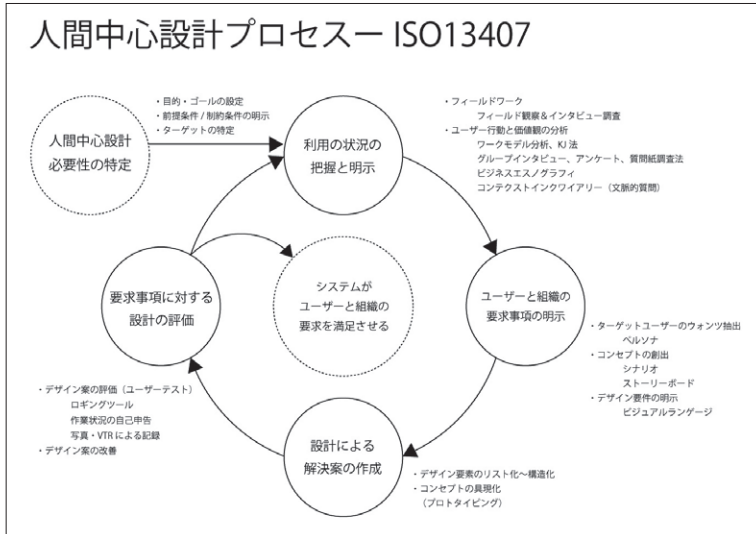 人間中心設計プロセスー ISO13407
人間中心設計
必要性の特定
・目的・ゴールの設定
・前提条件 / 制約条件の明示
・ターゲットの特定
利用の状況の
把握と明示
・フィールドワーク
フィールド観察＆インタビュー調査
・ユーザー行動と価値観の分析
ワークモデル分析、KJ 法
グループインタビュー、アンケート、質問紙調査法
ビジネスエスノグラフィ
コンテクストインクワイアリー（文脈的質問）
ユーザーと組織の
要求事項の明示
・ターゲットユーザーのウォンツ抽出
ペルソナ
・コンセプトの創出
シナリオ
ストーリーボード
・デザイン要件の明示
ビジュアルランゲージ
設計による
解決案の作成
・デザイン要素のリスト化〜構造化
・コンセプトの具現化
（プロトタイピング）
要求事項に対する
設計の評価
・デザイン案の評価（ユーザーテスト）
ロギングツール
作業状況の自己申告
写真・VTR による記録
・デザイン案の改善
システムが
ユーザーと組織の
要求を満足させる